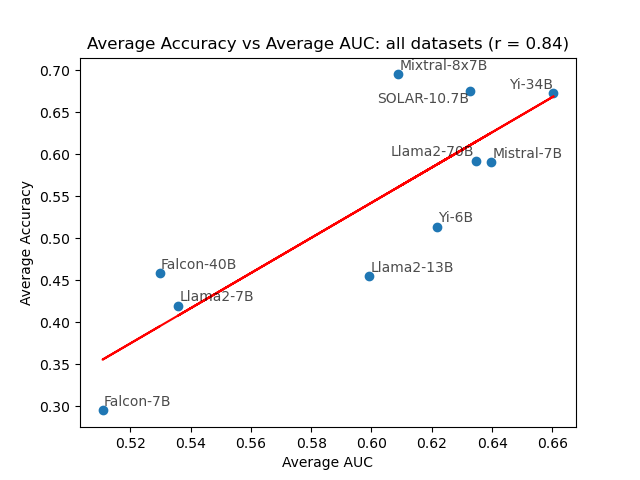 Average Accuracy vs Average AUC: all datasets (r = 0.84)
0.70
0.65
0.60
0.55
0.50
0.45
0.40
0.35
0.30
Average Accuracy
Mixtral-8x7B
Yi-34B
SOLAR-10.7B
Llama2-70B
Mistral-7B
Yi-6B
Falcon-40B
Llama2-13B
Llama2-7B
Falcon-7B
0.52 0.54 0.56 0.58 0.60 0.62 0.64 0.66
Average AUC